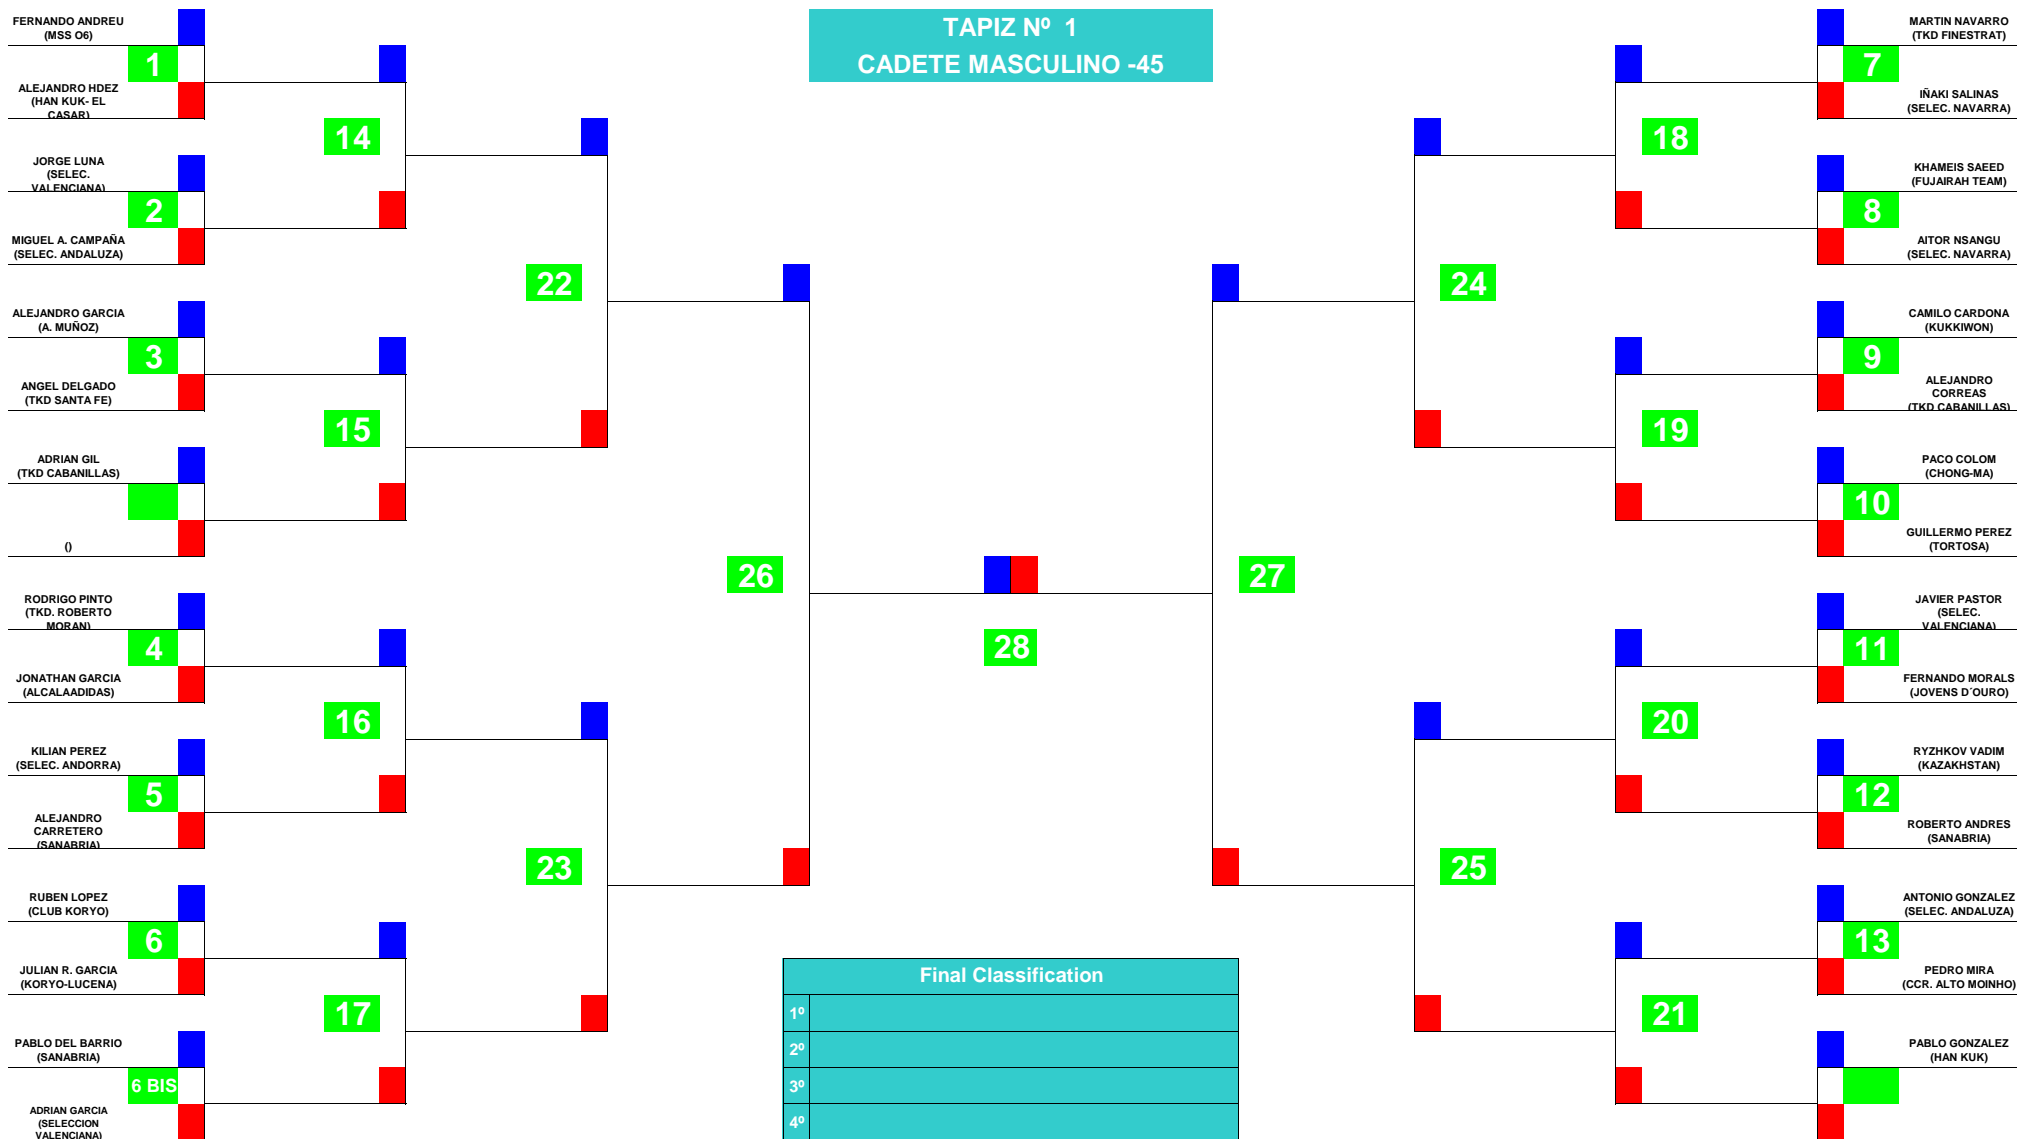 TAPIZ Nº 1
CADETE MASCULINO -45
FERNANDO ANDREU
(MSS O6)
1
ALEJANDRO HDEZ
(HAN KUK- EL
CASAR)
14
JORGE LUNA
(SELEC.
VALENCIANA)
2
MIGUEL A. CAMPAÑA
(SELEC. ANDALUZA)
22
ALEJANDRO GARCIA
(A. MUÑOZ)
3
ANGEL DELGADO
(TKD SANTA FE)
15
ADRIAN GIL
(TKD CABANILLAS)
()
26
RODRIGO PINTO
(TKD. ROBERTO
MORAN)
4
JONATHAN GARCIA
(ALCALAADIDAS)
16
KILIAN PEREZ
(SELEC. ANDORRA)
5
ALEJANDRO
CARRETERO
(SANABRIA)
23
RUBEN LOPEZ
(CLUB KORYO)
6
JULIAN R. GARCIA
(KORYO-LUCENA)
17
PABLO DEL BARRIO
(SANABRIA)
6 BIS
ADRIAN GARCIA
(SELECCION
VALENCIANA)
28
Final Classification
1º
2º
3º
4º
MARTIN NAVARRO
(TKD FINESTRAT)
7
IÑAKI SALINAS
(SELEC. NAVARRA)
18
KHAMEIS SAEED
(FUJAIRAH TEAM)
8
AITOR NSANGU
(SELEC. NAVARRA)
24
CAMILO CARDONA
(KUKKIWON)
9
ALEJANDRO
CORREAS
(TKD CABANILLAS)
19
PACO COLOM
(CHONG-MA)
10
GUILLERMO PEREZ
(TORTOSA)
27
JAVIER PASTOR
(SELEC.
VALENCIANA)
11
FERNANDO MORALS
(JOVENS D´OURO)
20
RYZHKOV VADIM
(KAZAKHSTAN)
12
ROBERTO ANDRES
(SANABRIA)
25
ANTONIO GONZALEZ
(SELEC. ANDALUZA)
13
PEDRO MIRA
(CCR. ALTO MOINHO)
21
PABLO GONZALEZ
(HAN KUK)